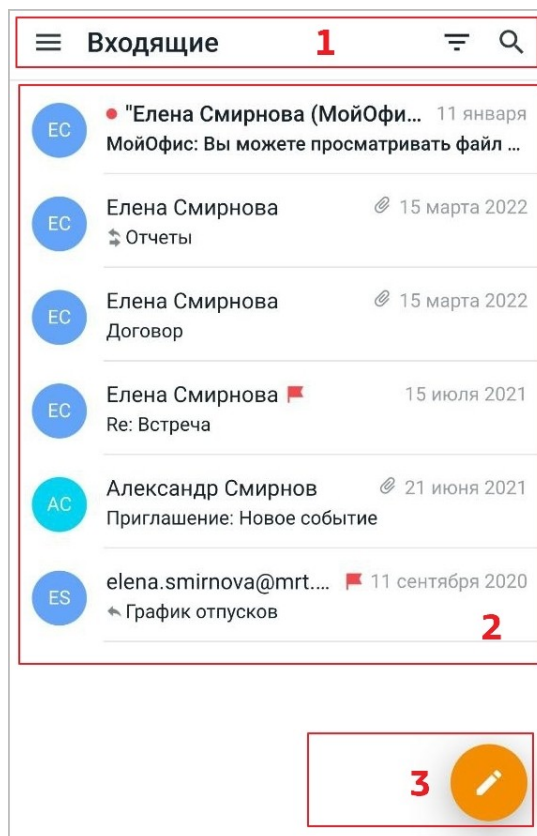 Входящие 1
ЕС "Елена Смирнова (МойОфи... 11 января
МойОфис: Вы можете просматривать файл ...
ЕС Елена Смирнова 15 марта 2022
Отчеты
ЕС Елена Смирнова 15 марта 2022
Договор
ЕС Елена Смирнова 15 июля 2021
Re: Встреча
АС Александр Смирнов 21 июня 2021
Приглашение: Новое событие
ES elena.smirnova@mrt.... 11 сентября 2020
График отпусков
2
3